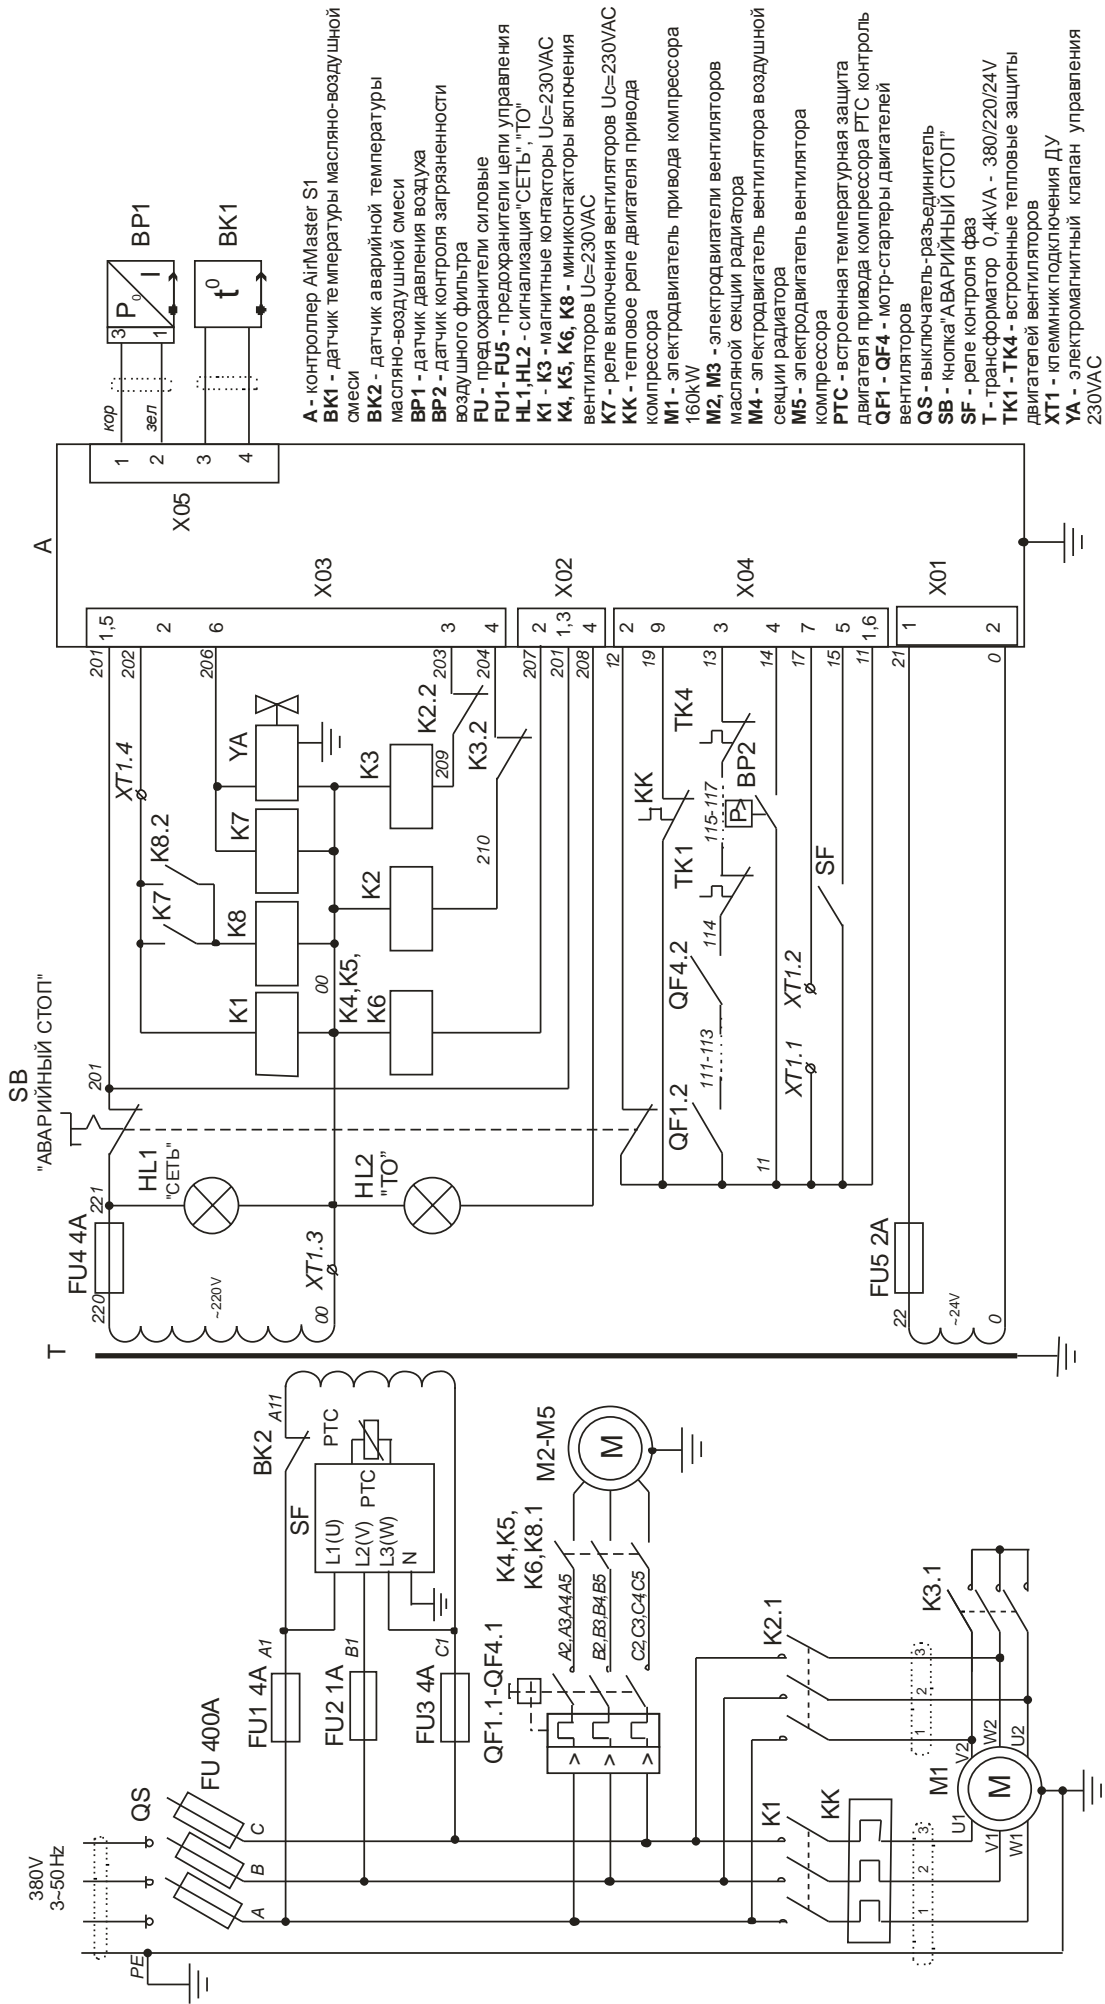 380V
3~50Hz
PE
QS
FU 400A
A
B
C
FU1 4A
A1
FU2 1A
B1
FU3 4A
C1
SF
L1(U)
L2(V)
L3(W)
N
PTC
PTC
BK2
A11
QF1.1-QF4.1
>
>
>
A2,A3,A4,A5
B2,B3,B4,B5
C2,C3,C4,C5
K4,K5,
K6,K8.1
M2-M5
M
K1
KK
K2.1
K3.1
1
2
3
1
2
3
M1
M
U1
V1
W1
V2
W2
U2
T
220
~220V
00
FU4 4A
221
XT1.3
HL1
"СЕТЬ"
HL2
"ТО"
SB
"АВАРИЙНЫЙ СТОП"
201
K1
K8
K7
K8.2
K7
YA
XT1.4
00
K4,K5,
K6
K2
K3
209
210
K2.2
K3.2
201
202
206
203
204
207
201
208
1,5
2
6
3
4
X03
2
1,3
4
X02
A
12
19
13
14
17
15
11
2
9
3
4
7
5
1,6
X04
QF1.2
111-113
QF4.2
114
TK1
115-117
TK4
KK
P>
BP2
11
XT1.1
XT1.2
SF
22
~24V
0
FU5 2A
21
0
1
2
X01
X05
1
2
3
4
кор
зел
3
1
P
0
I
BP1
t⁰
BK1
A - контроллер AirMaster S1
BK1 - датчик температуры масляно-воздушной
смеси
BK2 - датчик аварийной температуры
масляно-воздушной смеси
BP1 - датчик давления воздуха
BP2 - датчик контроля загрязненности
воздушного фильтра
FU - предохранители силовые
FU1- FU5 - предохранители цепи управления
HL1,HL2 - сигнализация"СЕТЬ","ТО"
K1 - K3 - магнитные контакторы Uc=230VAC
K4, K5, K6, K8 - миниконтакторы включения
вентиляторов Uc=230VAC
K7 - реле включения вентиляторов Uc=230VAC
KK - тепловое реле двигателя привода
компрессора
M1 - электродвигатель привода компрессора
160kW
M2, M3 - электродвигатели вентиляторов
масляной секции радиатора
M4 - электродвигатель вентилятора воздушной
секции радиатора
M5 - электродвигатель вентилятора
компрессора
PTC - встроенная температурная защита
двигателя привода компрессора PTC контроль
QF1 - QF4 - мотр-стартеры двигателей
вентиляторов
QS - выключатель-разъединитель
SB - кнопка"АВАРИЙНЫЙ СТОП"
SF - реле контроля фаз
T - трансформатор 0,4kVA - 380/220/24V
TK1 - TK4 - встроенные тепловые защиты
двигателей вентиляторов
XT1 - клеммник подключения ДУ
YA - электромагнитный клапан управления
230VAC